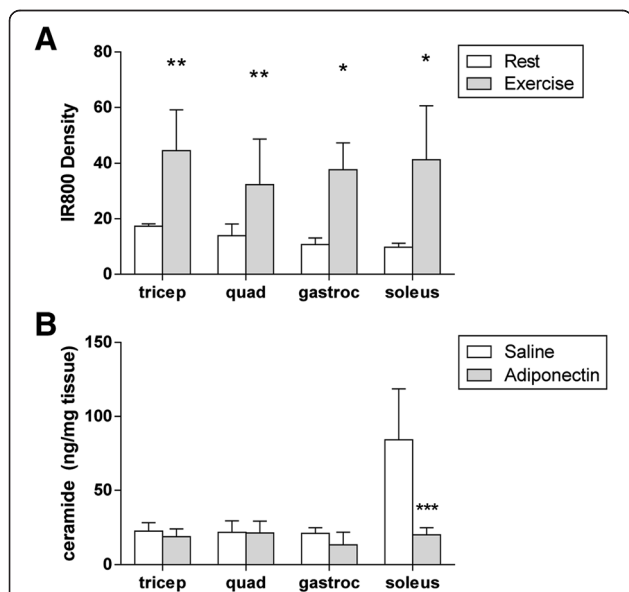 A
80
60
40
20
0
IR800 Density
** ** * *
tricep quad gastroc soleus
Rest
Exercise
B
150
100
50
0
ceramide (ng/mg tissue)
***
tricep quad gastroc soleus
Saline
Adiponectin